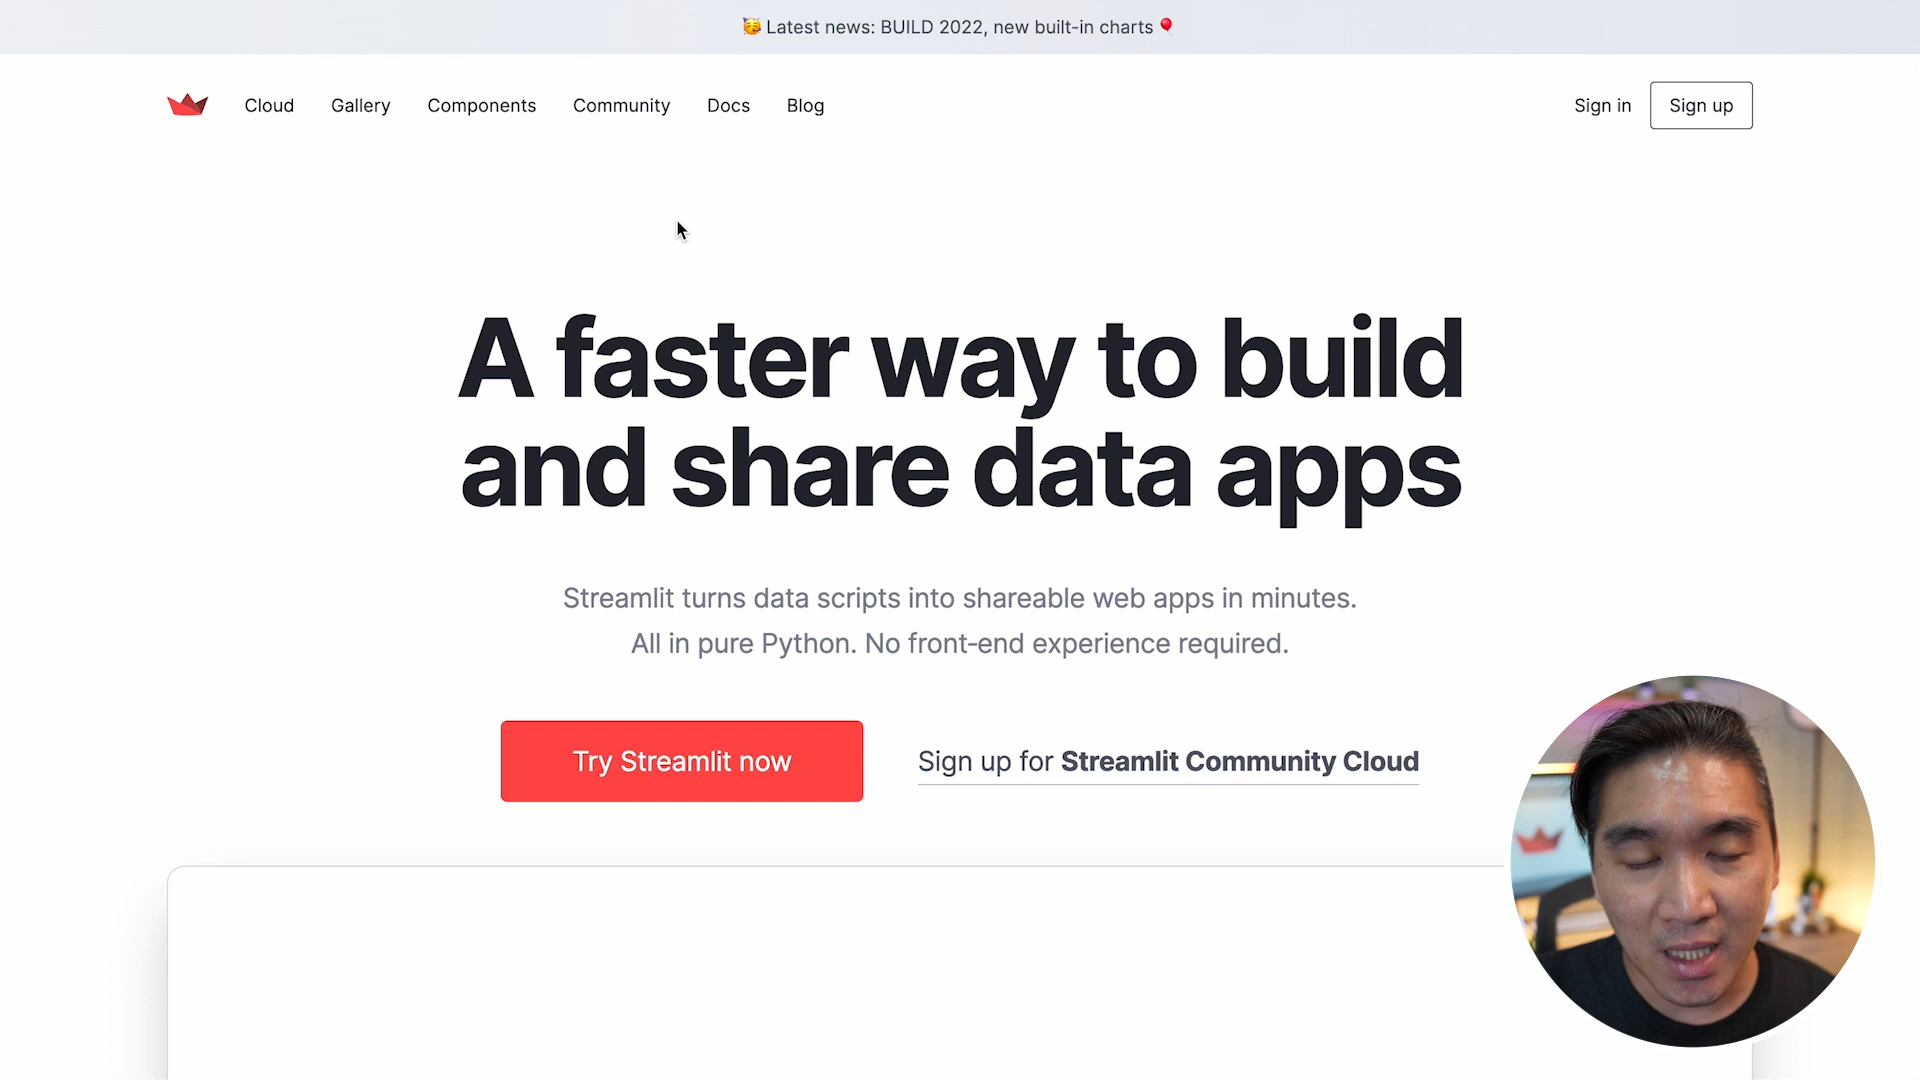 🥳 Latest news: BUILD 2022, new built-in charts 🎈
Cloud Gallery Components Community Docs Blog Sign in Sign up
A faster way to build
and share data apps
Streamlit turns data scripts into shareable web apps in minutes.
All in pure Python. No front-end experience required.
Try Streamlit now Sign up for Streamlit Community Cloud